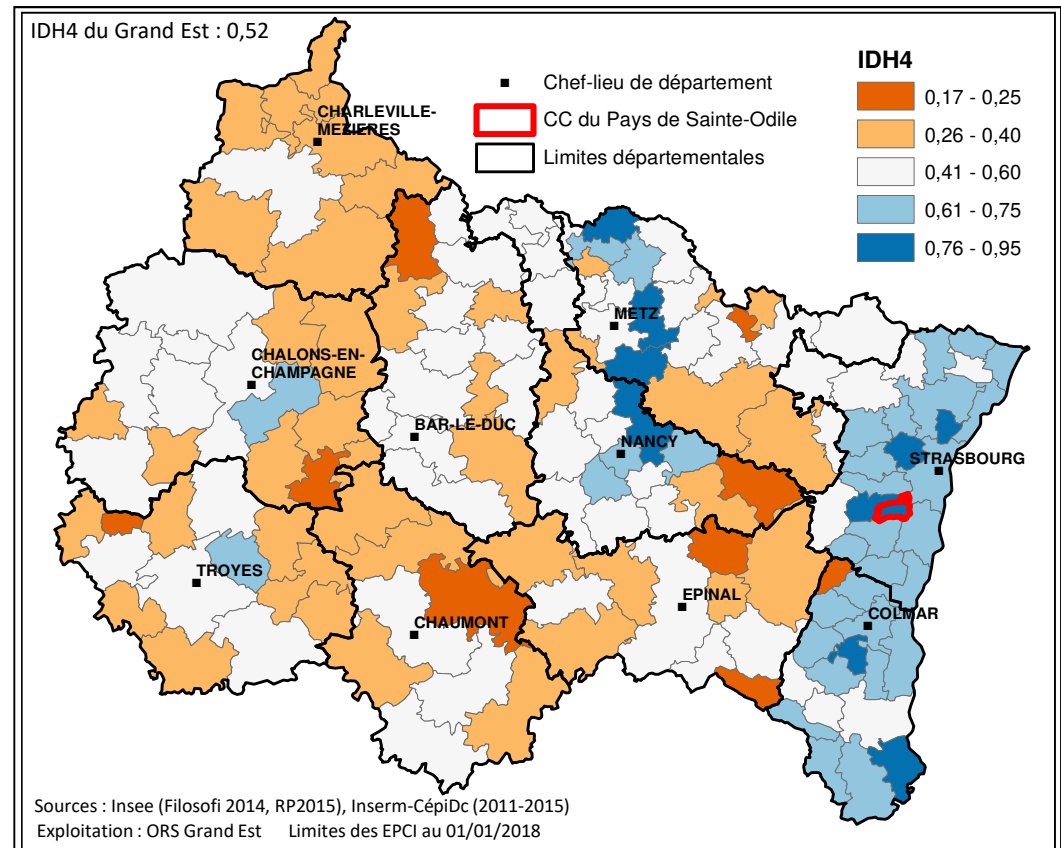 IDH4 du Grand Est : 0,52
IDH4
Chef-lieu de département
CC du Pays de Sainte-Odile
Limites départementales
0,17 - 0,25
0,26 - 0,40
0,41 - 0,60
0,61 - 0,75
0,76 - 0,95
CHARLEVILLE-
MEZIERES
METZ
CHALONS-EN-
CHAMPAGNE
BAR-LE-DUC
NANCY
STRASBOURG
TROYES
EPINAL
COLMAR
CHAUMONT
Sources : Insee (Filosofi 2014, RP2015), Inserm-CépiDc (2011-2015)
Exploitation : ORS Grand Est Limites des EPCI au 01/01/2018